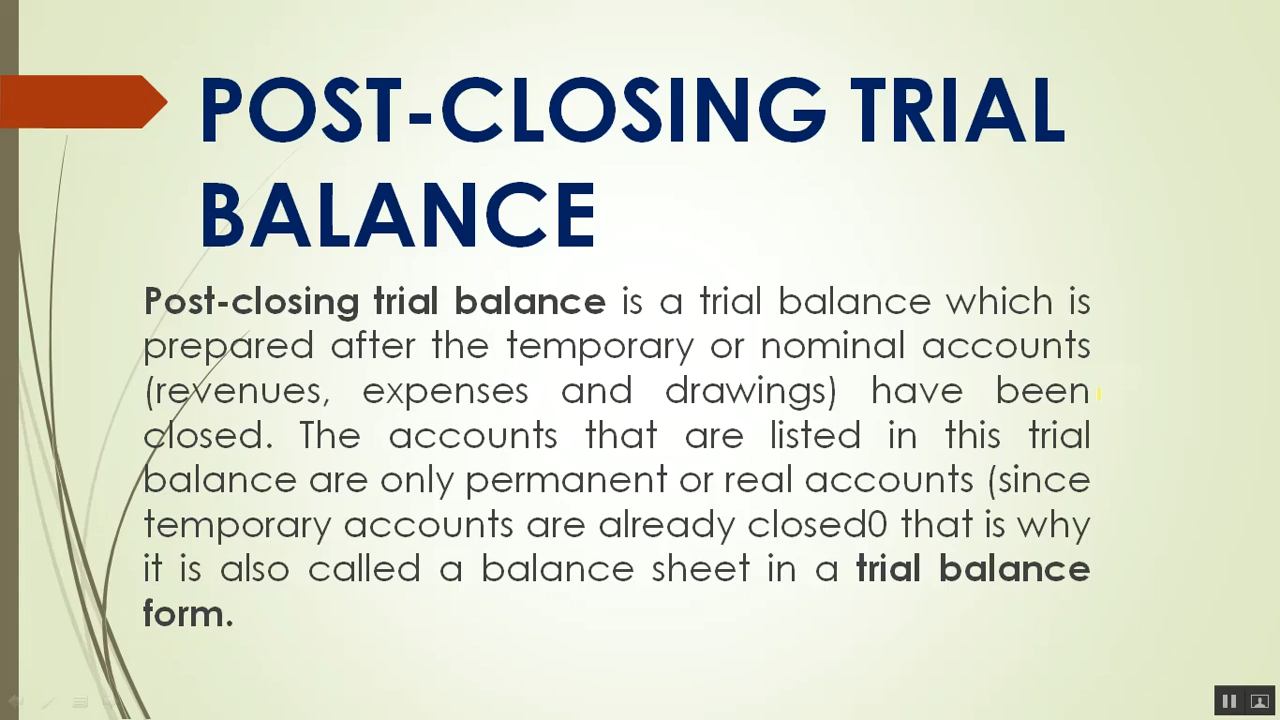 POST-CLOSING TRIAL
BALANCE
Post-closing trial balance is a trial balance which is
prepared after the temporary or nominal accounts
(revenues, expenses and drawings) have been
closed. The accounts that are listed in this trial
balance are only permanent or real accounts (since
temporary accounts are already closed0 that is why
it is also called a balance sheet in a trial balance
form.